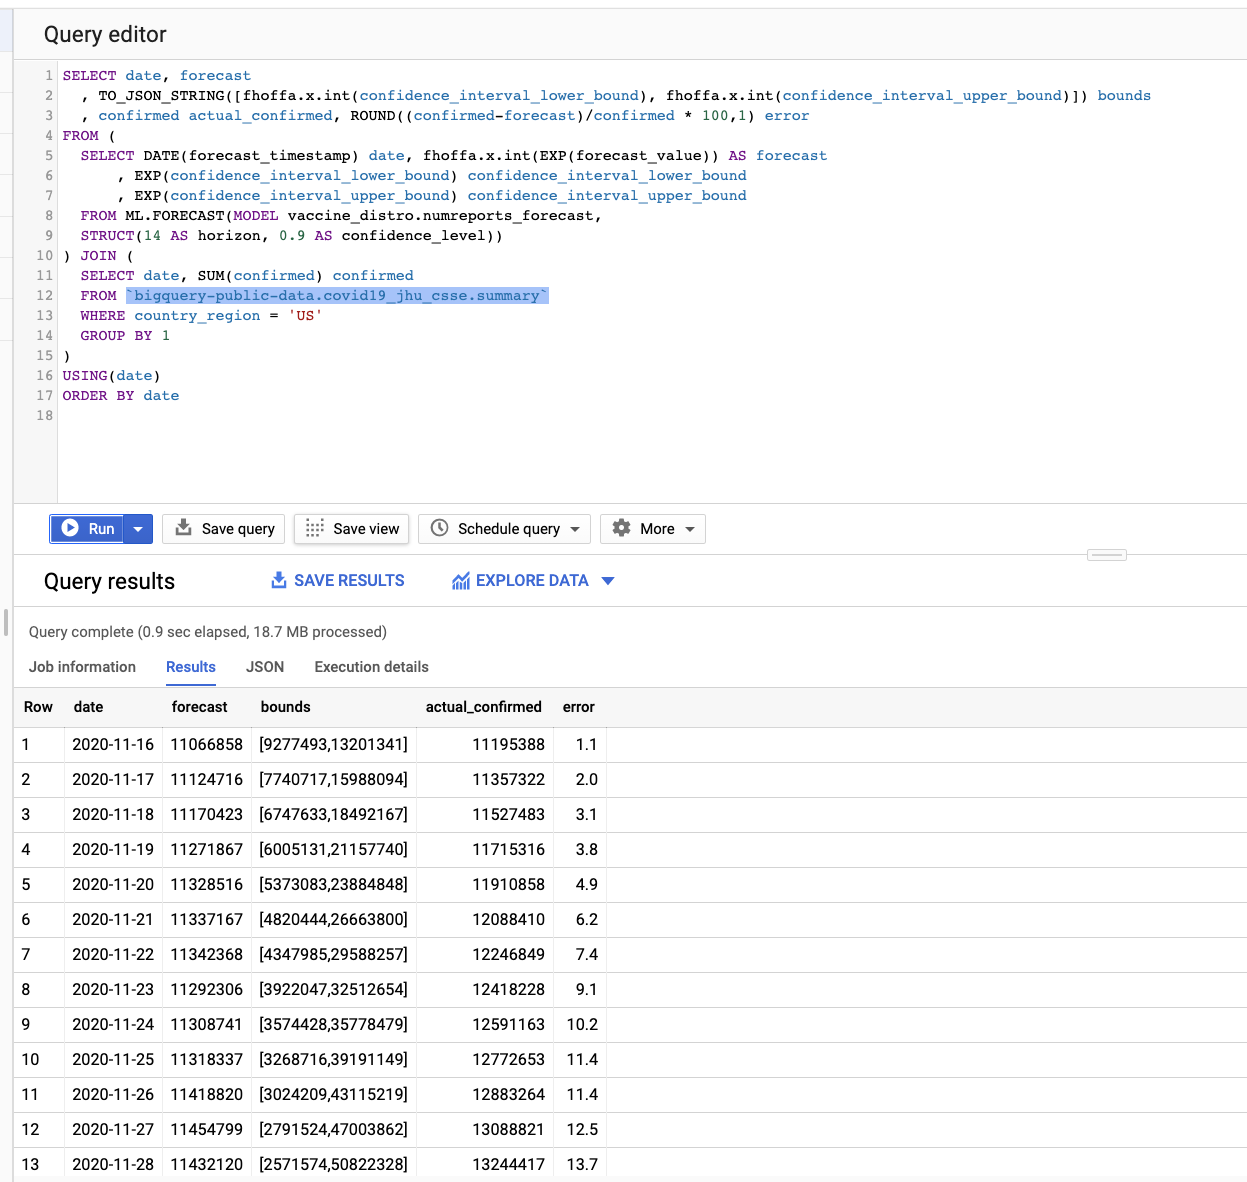 Query editor
1 SELECT date, forecast
2 , TO_JSON_STRING([fhoffa.x.int(confidence_interval_lower_bound), fhoffa.x.int(confidence_interval_upper_bound)]) bounds
3 , confirmed actual_confirmed, ROUND((confirmed-forecast)/confirmed * 100,1) error
4 FROM (
5 SELECT DATE(forecast_timestamp) date, fhoffa.x.int(EXP(forecast_value)) AS forecast
6 , EXP(confidence_interval_lower_bound) confidence_interval_lower_bound
7 , EXP(confidence_interval_upper_bound) confidence_interval_upper_bound
8 FROM ML.FORECAST(MODEL vaccine_distro.numreports_forecast,
9 STRUCT(14 AS horizon, 0.9 AS confidence_level))
10 ) JOIN (
11 SELECT date, SUM(confirmed) confirmed
12 FROM `bigquery-public-data.covid19_jhu_csse.summary`
13 WHERE country_region = 'US'
14 GROUP BY 1
15 )
16 USING(date)
17 ORDER BY date
18
Run Save query Save view Schedule query More
Query results SAVE RESULTS EXPLORE DATA
Query complete (0.9 sec elapsed, 18.7 MB processed)
Job information Results JSON Execution details
Row date forecast bounds actual_confirmed error
1 2020-11-16 11066858 [9277493,13201341] 11195388 1.1
2 2020-11-17 11124716 [7740717,15988094] 11357322 2.0
3 2020-11-18 11170423 [6747633,18492167] 11527483 3.1
4 2020-11-19 11271867 [6005131,21157740] 11715316 3.8
5 2020-11-20 11328516 [5373083,23884848] 11910858 4.9
6 2020-11-21 11337167 [4820444,26663800] 12088410 6.2
7 2020-11-22 11342368 [4347985,29588257] 12246849 7.4
8 2020-11-23 11292306 [3922047,32512654] 12418228 9.1
9 2020-11-24 11308741 [3574428,35778479] 12591163 10.2
10 2020-11-25 11318337 [3268716,39191149] 12772653 11.4
11 2020-11-26 11418820 [3024209,43115219] 12883264 11.4
12 2020-11-27 11454799 [2791524,47003862] 13088821 12.5
13 2020-11-28 11432120 [2571574,50822328] 13244417 13.7